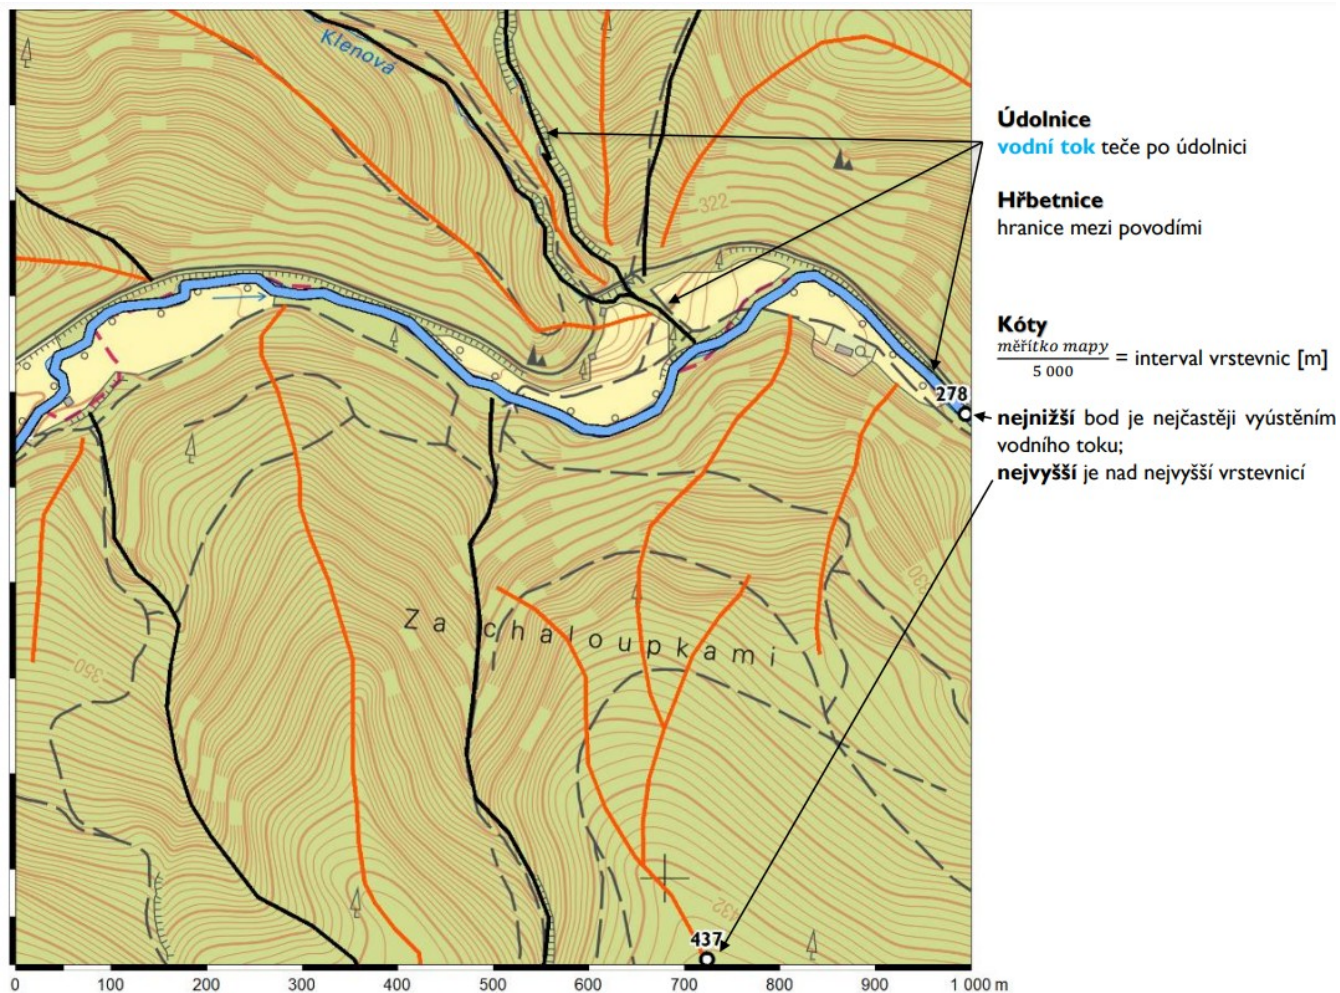 Klenová
322
278
330
Za chaloupkami
350
432
437
0 100 200 300 400 500 600 700 800 900 1 000 m
Údolnice
vodní tok teče po údolnici
Hřbetnice
hranice mezi povodími
Kóty
měřítko mapy
5 000
= interval vrstevnic [m]
nejnižší bod je nejčastěji vyústěním
vodního toku;
nejvyšší je nad nejvyšší vrstevnicí